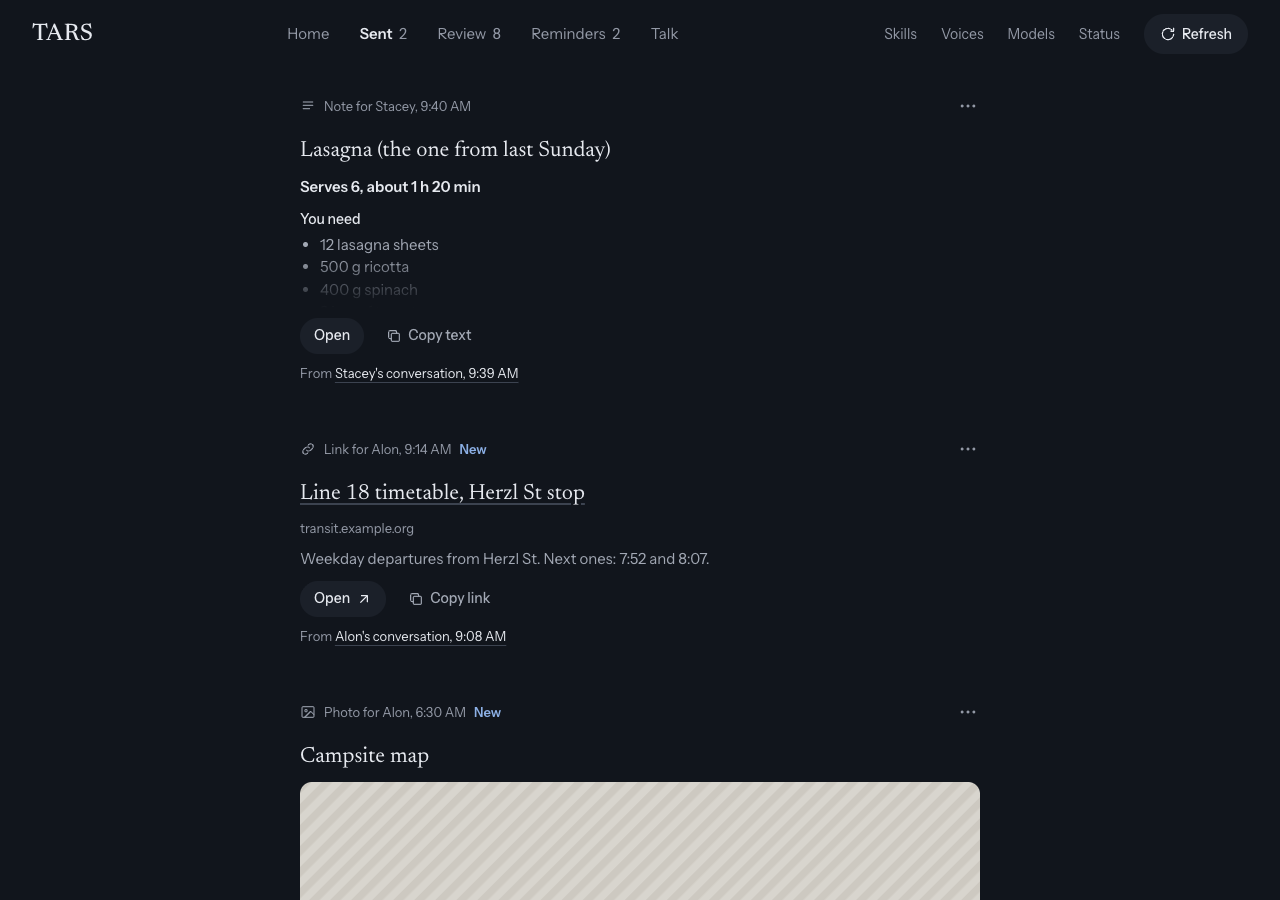 TARS
Home Sent 2 Review 8 Reminders 2 Talk
Skills Voices Models Status Refresh
Note for Stacey, 9:40 AM
Lasagna (the one from last Sunday)
Serves 6, about 1 h 20 min
You need
• 12 lasagna sheets
• 500 g ricotta
• 400 g spinach
Open Copy text
From Stacey's conversation, 9:39 AM
Link for Alon, 9:14 AM New
Line 18 timetable, Herzl St stop
transit.example.org
Weekday departures from Herzl St. Next ones: 7:52 and 8:07.
Open Copy link
From Alon's conversation, 9:08 AM
Photo for Alon, 6:30 AM New
Campsite map